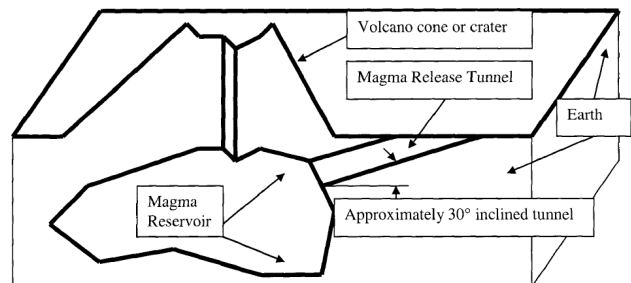 Volcano cone or crater
Magma Release Tunnel
Earth
Magma
Reservoir
Approximately 30° inclined tunnel